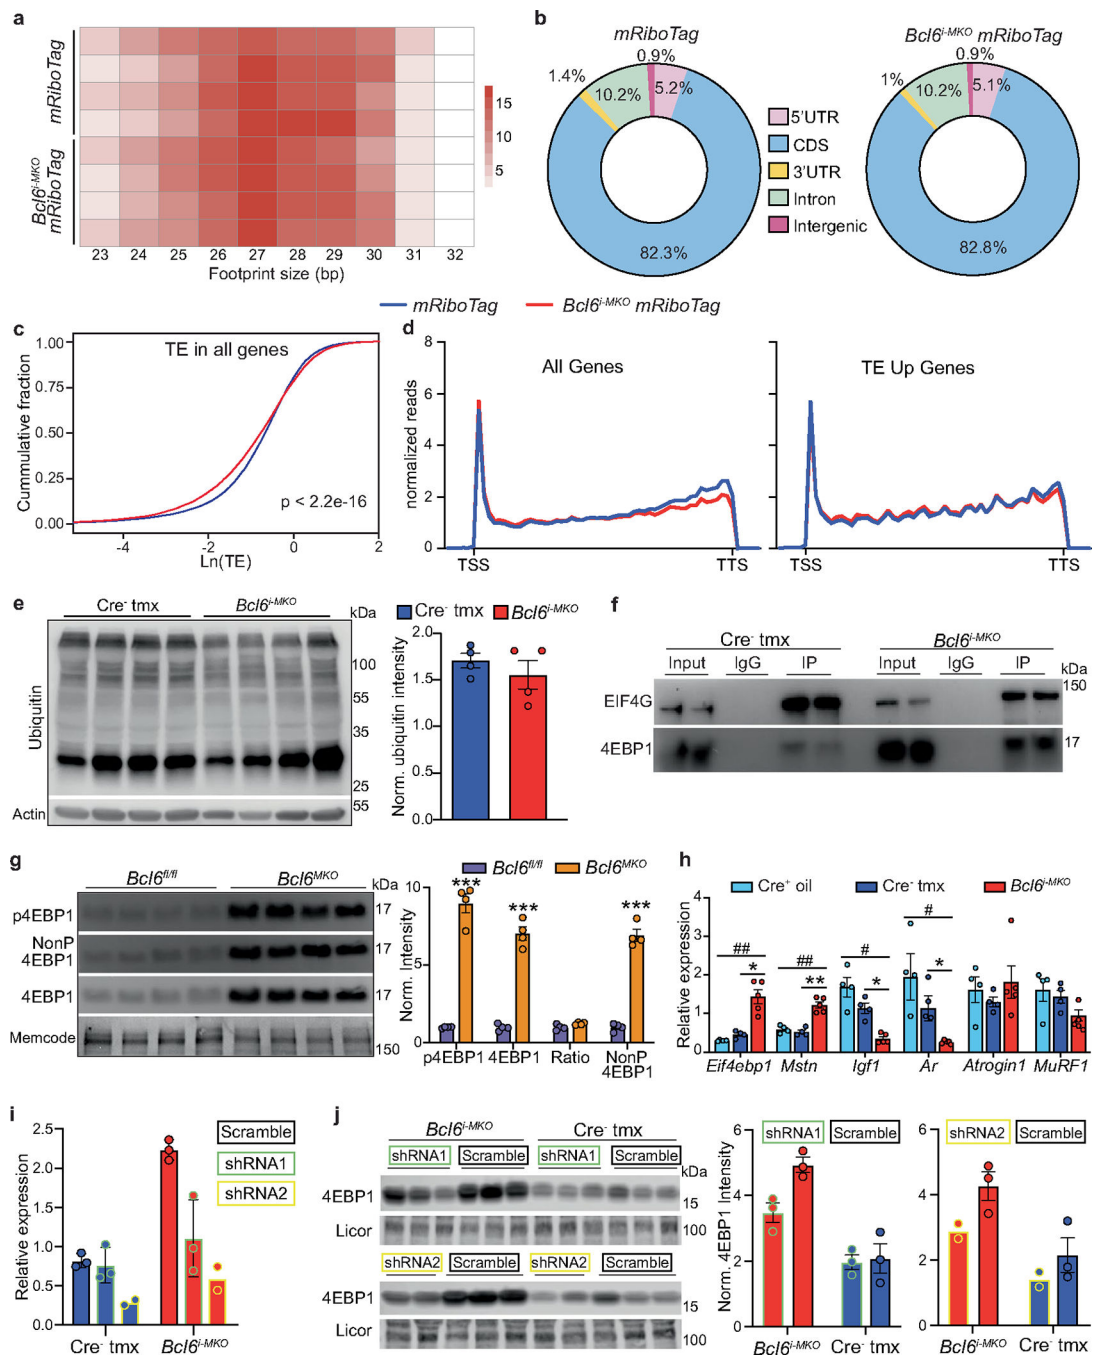 a
mRiboTag
Bcl6i-MKO
mRiboTag
15
10
5
23 24 25 26 27 28 29 30 31 32
Footprint size (bp)
b
mRiboTag
Bcl6i-MKO mRiboTag
0.9%
1.4%
10.2%
5.2%
82.3%
5'UTR
CDS
3'UTR
Intron
Intergenic
0.9%
1%
10.2%
5.1%
82.8%
mRiboTag
Bcl6i-MKO mRiboTag
c
TE in all genes
Cummulative fraction
1.00
0.75
0.50
0.25
0.00
p < 2.2e-16
-4 -2 0 2
Ln(TE)
d
All Genes
TE Up Genes
normalized reads
8
6
4
2
0
TSS TTS
TSS TTS
e
Cre- tmx
Bcl6i-MKO
kDa
100
55
35
25
55
Ubiquitin
Actin
Cre- tmx
Bcl6i-MKO
Norm. ubiquitin intensity
2.0
1.5
1.0
0.5
0.0
f
Cre- tmx
Bcl6i-MKO
Input IgG IP Input IgG IP
kDa
EIF4G
150
4EBP1
17
g
Bcl6fl/fl
Bcl6MKO
kDa
p4EBP1
17
NonP
4EBP1
17
4EBP1
17
Memcode
150
Bcl6fl/fl
Bcl6MKO
Norm. Intensity
10
5
0
***
***
***
p4EBP1 4EBP1 Ratio NonP
4EBP1
h
Cre+ oil
Cre- tmx
Bcl6i-MKO
Relative expression
4
3
2
1
0
##
*
##
**
#
*
#
*
Eif4ebp1 Mstn Igf1 Ar Atrogin1 MuRF1
i
Relative expression
2.5
2.0
1.5
1.0
0.5
0.0
Scramble
shRNA1
shRNA2
Cre- tmx Bcl6i-MKO
j
Bcl6i-MKO
Cre- tmx
shRNA1 Scramble shRNA1 Scramble
kDa
4EBP1
15
Licor
100
shRNA2 Scramble shRNA2 Scramble
4EBP1
15
Licor
100
shRNA1 Scramble
Norm. 4EBP1 Intensity
6
4
2
0
Bcl6i-MKO Cre- tmx
shRNA2 Scramble
6
4
2
0
Bcl6i-MKO Cre- tmx